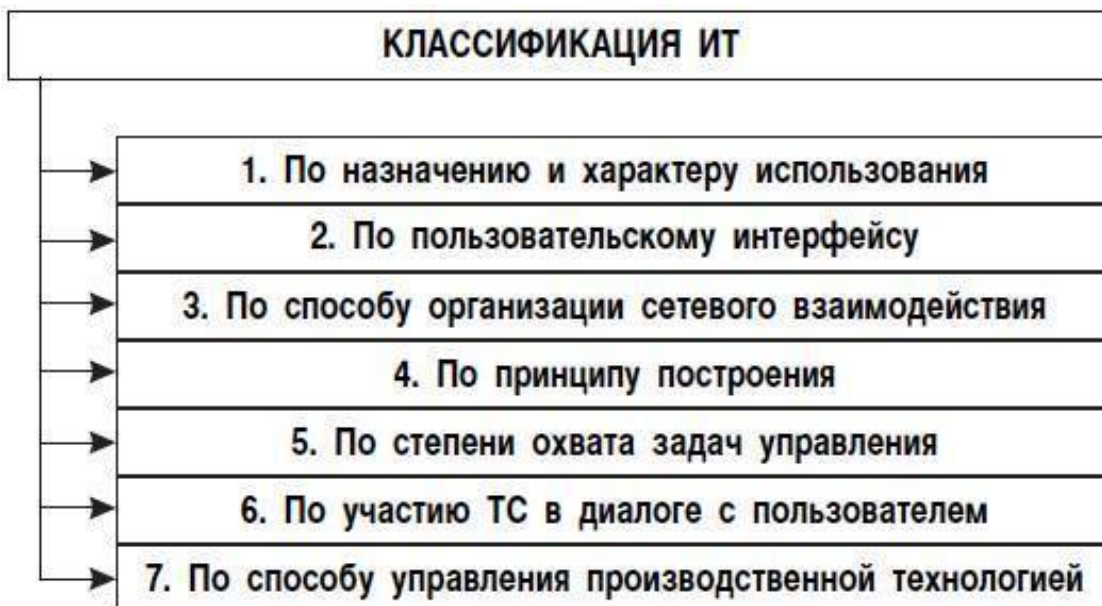 КЛАССИФИКАЦИЯ ИТ
1. По назначению и характеру использования
2. По пользовательскому интерфейсу
3. По способу организации сетевого взаимодействия
4. По принципу построения
5. По степени охвата задач управления
6. По участию ТС в диалоге с пользователем
7. По способу управления производственной технологией